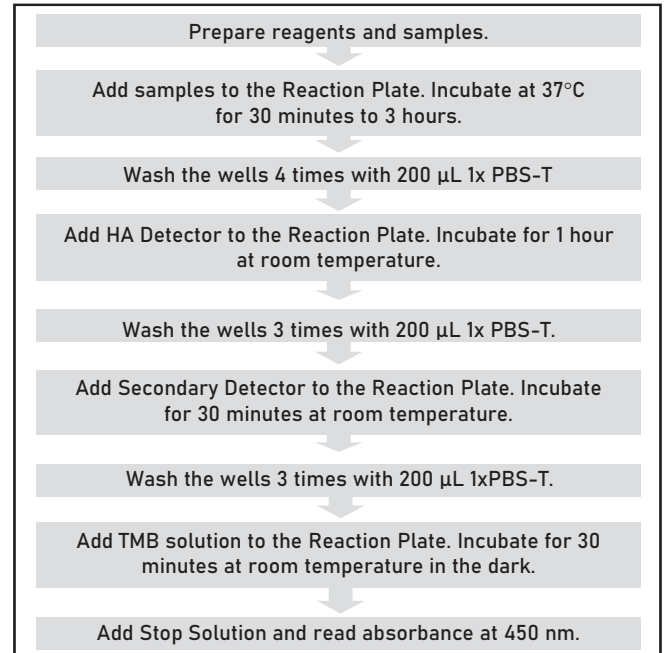 Prepare reagents and samples.
Add samples to the Reaction Plate. Incubate at 37°C
for 30 minutes to 3 hours.
Wash the wells 4 times with 200 µL 1x PBS-T
Add HA Detector to the Reaction Plate. Incubate for 1 hour
at room temperature.
Wash the wells 3 times with 200 µL 1x PBS-T.
Add Secondary Detector to the Reaction Plate. Incubate
for 30 minutes at room temperature.
Wash the wells 3 times with 200 µL 1xPBS-T.
Add TMB solution to the Reaction Plate. Incubate for 30
minutes at room temperature in the dark.
Add Stop Solution and read absorbance at 450 nm.